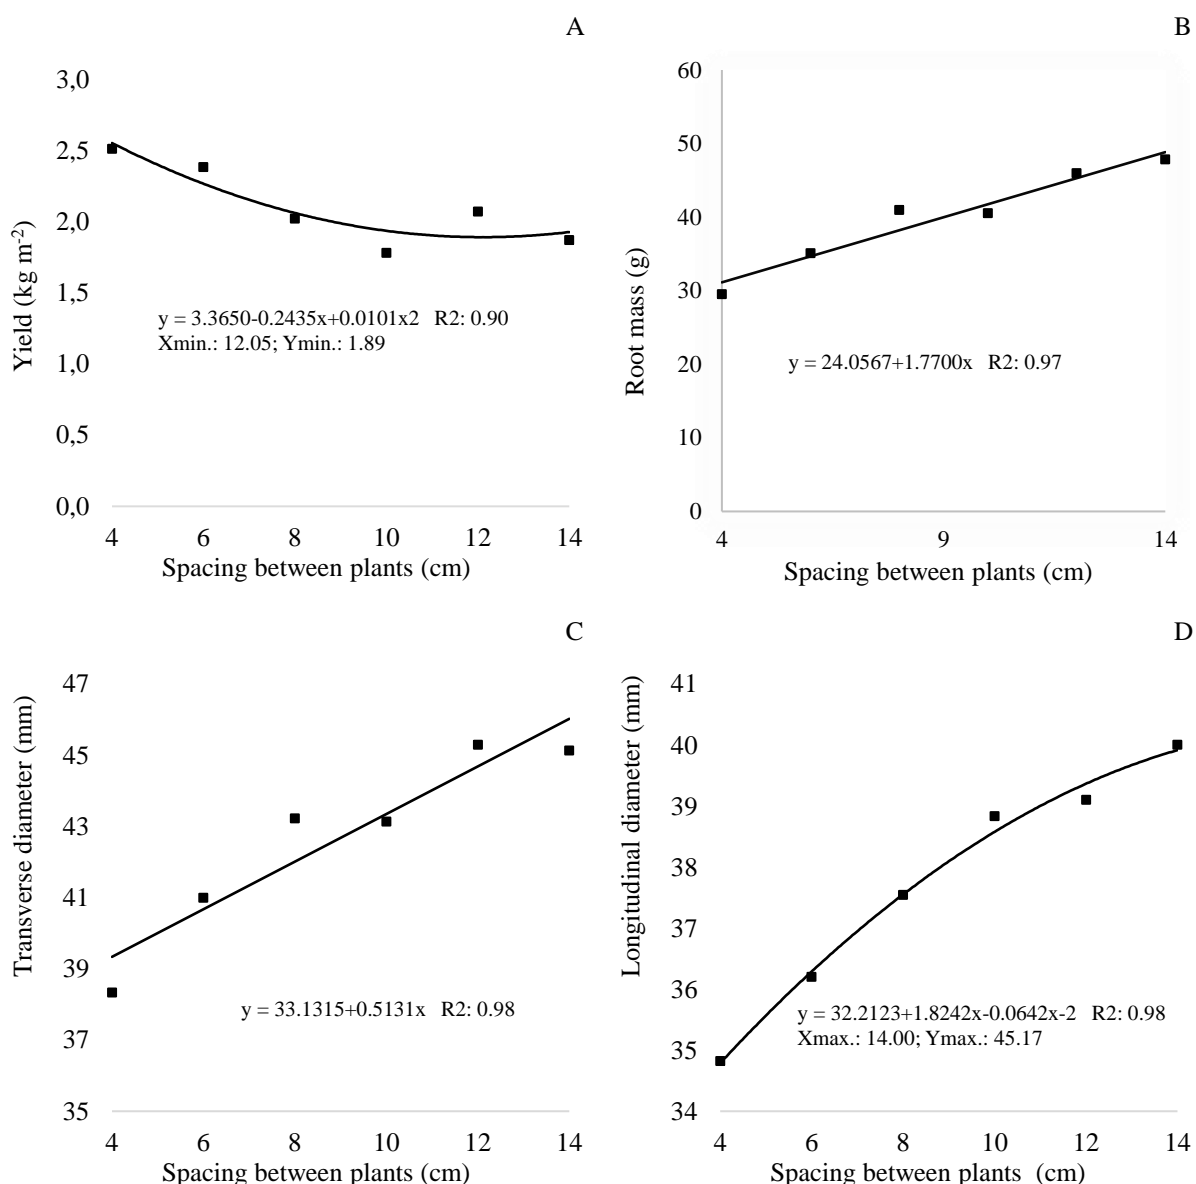 A
3,0
2,5
2,0
1,5
1,0
0,5
0,0
Yield (kg m-2)
y = 3.3650-0.2435x+0.0101x2 R2: 0.90
Xmin.: 12.05; Ymin.: 1.89
4 6 8 10 12 14
Spacing between plants (cm)
B
60
50
40
30
20
10
0
Root mass (g)
y = 24.0567+1.7700x R2: 0.97
4 9 14
Spacing between plants (cm)
C
47
45
43
41
39
37
35
Transverse diameter (mm)
y = 33.1315+0.5131x R2: 0.98
4 6 8 10 12 14
Spacing between plants (cm)
D
41
40
39
38
37
36
35
34
Longitudinal diameter (mm)
y = 32.2123+1.8242x-0.0642x-2 R2: 0.98
Xmax.: 14.00; Ymax.: 45.17
4 6 8 10 12 14
Spacing between plants (cm)